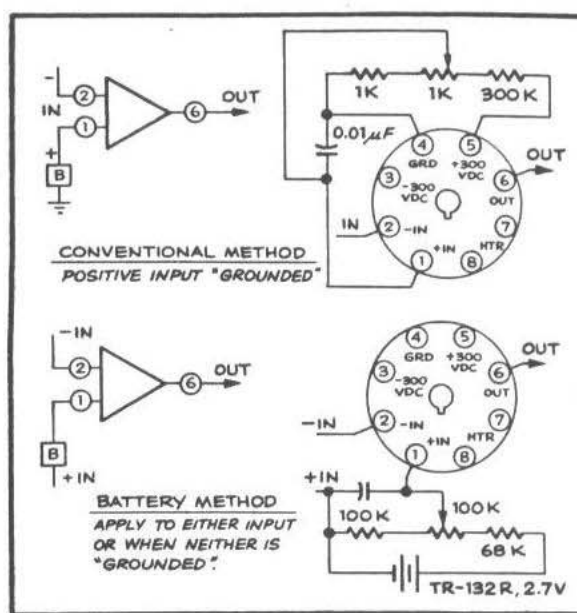 −
②
IN
①
+
B
⑥ OUT
1K 1K 300K
0.01µF
④ GRD
⑤ +300 VDC
③ −300 VDC
⑥ OUT
OUT
IN ② −IN
⑦
HTR
① +IN
⑧
CONVENTIONAL METHOD
POSITIVE INPUT "GROUNDED"
−IN
②
①
⑥ OUT
B
+IN
BATTERY METHOD
APPLY TO EITHER INPUT
OR WHEN NEITHER IS
"GROUNDED".
④ GRD
⑤ +300 VDC
③ −300 VDC
⑥ OUT
OUT
−IN ② −IN
⑦
HTR
① +IN
⑧
+IN
100K
100K
68K
TR-132R, 2.7V